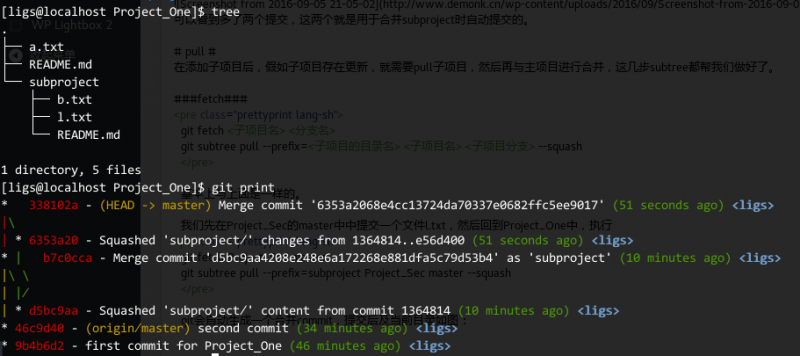 [Screenshot from 2016-09-05 21-05-02](http://www.demonk.cn/wp-content/uploads/2016/09/Screenshot-from-2016-09-0
[ligs@localhost Project_One]$ tree
WP Lightbox 2
可以看到多了两个提交，这两个就是用于合并subproject时自动提交的。
.
├── a.txt
├── README.md
└── subproject
    ├── b.txt
    ├── l.txt
    └── README.md
# pull #
在添加子项目后，假如子项目存在更新，就需要pull子项目，然后再与主项目进行合并，这几步subtree都帮我们做好了。
###fetch###
<pre class="prettyprint lang-sh">
git fetch <子项目名> <分支名>
git subtree pull --prefix=<子项目的目录名> <子项目名> <子项目分支> --squash
</pre>
1 directory, 5 files
[ligs@localhost Project_One]$ git print
*   338102a - (HEAD -> master) Merge commit '6353a2068e4cc13724da70337e0682ffc5ee9017' (51 seconds ago) <ligs>
|\
我们先在Project_Sec的master中中提交一个文件l.txt，然后回到Project_One中，执行
| * 6353a20 - Squashed 'subproject/' changes from 1364814..e56d400 (51 seconds ago) <ligs>
* |   b7c0cca - Merge commit 'd5bc9aa4208e248e6a172268e881dfa5c79d53b4' as 'subproject' (10 minutes ago) <ligs>
|\ \
git subtree pull --prefix=subproject Project_Sec master --squash
| |/
</pre>
| * d5bc9aa - Squashed 'subproject/' content from commit 1364814 (10 minutes ago) <ligs>
* 46c9d40 - (origin/master) second commit (34 minutes ago) <ligs>
* 9b4b6d2 - first commit for Project_One (46 minutes ago) <ligs>